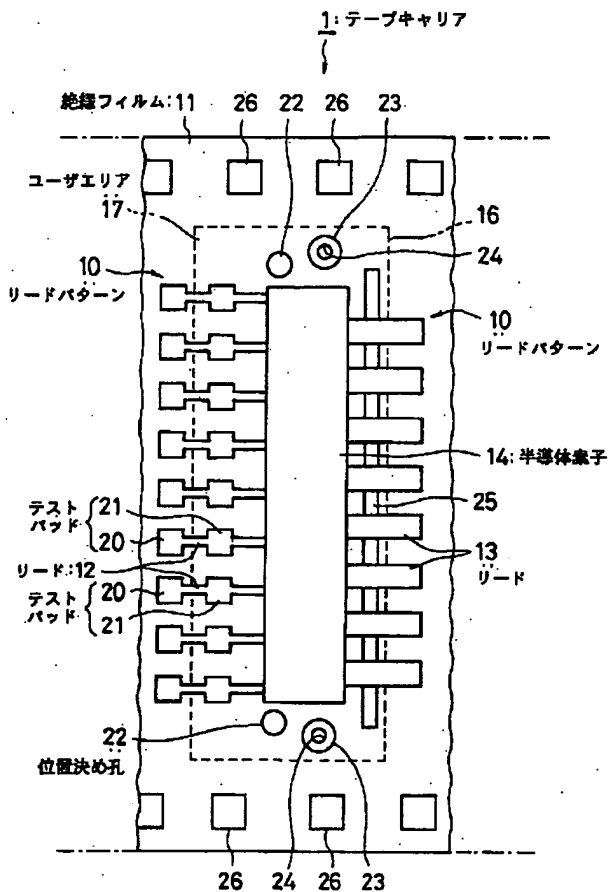 1:テープキャリア
絶縁フィルム:11
26
22
26
23
ユーザエリア
17
16
24
10
リードパターン
10
リードパターン
14:半導体素子
25
テスト
パッド
21
20
リード:12
13
リード
テスト
パッド
20
21
22
位置決め孔
24
23
26
24
26
23